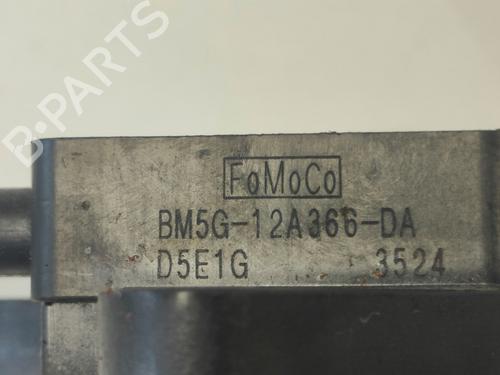 B-PARTS
FoMoCo
BM5G-12A366-DA
D5E1G 3524